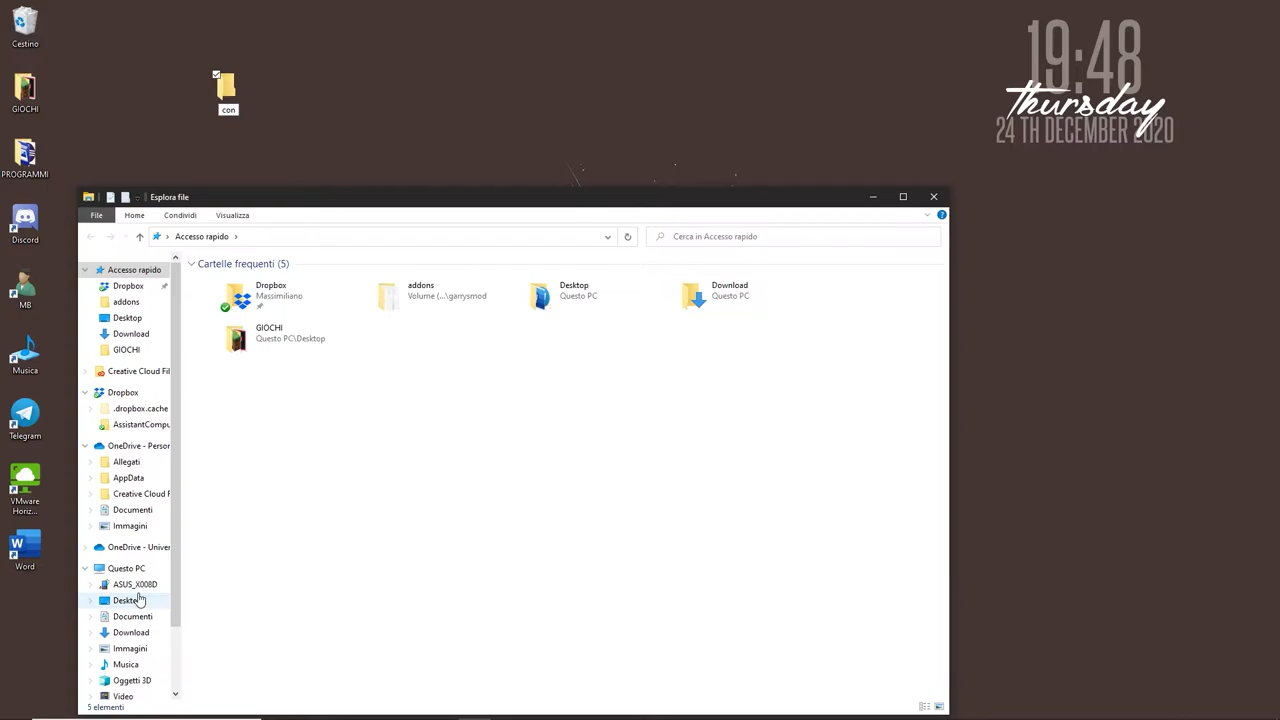 Cestino
GIOCHI
PROGRAMMI
Discord
MB
Musica
Telegram
VMware
Horiz...
Word
con
19:48
thursday
24 TH DECEMBER 2020
Esplora file
File
Home
Condividi
Visualizza
Accesso rapido
Cerca in Accesso rapido
Accesso rapido
Dropbox
addons
Desktop
Download
GIOCHI
Creative Cloud Fil
Dropbox
.dropbox.cache
AssistantCompu
OneDrive - Person
Allegati
AppData
Creative Cloud F
Documenti
Immagini
OneDrive - Univer
Questo PC
ASUS_X008D
Desktop
Documenti
Download
Immagini
Musica
Oggetti 3D
Video
Cartelle frequenti (5)
Dropbox
Massimiliano
addons
Volume (...\garrysmod
Desktop
Questo PC
Download
Questo PC
GIOCHI
Questo PC\Desktop
5 elementi